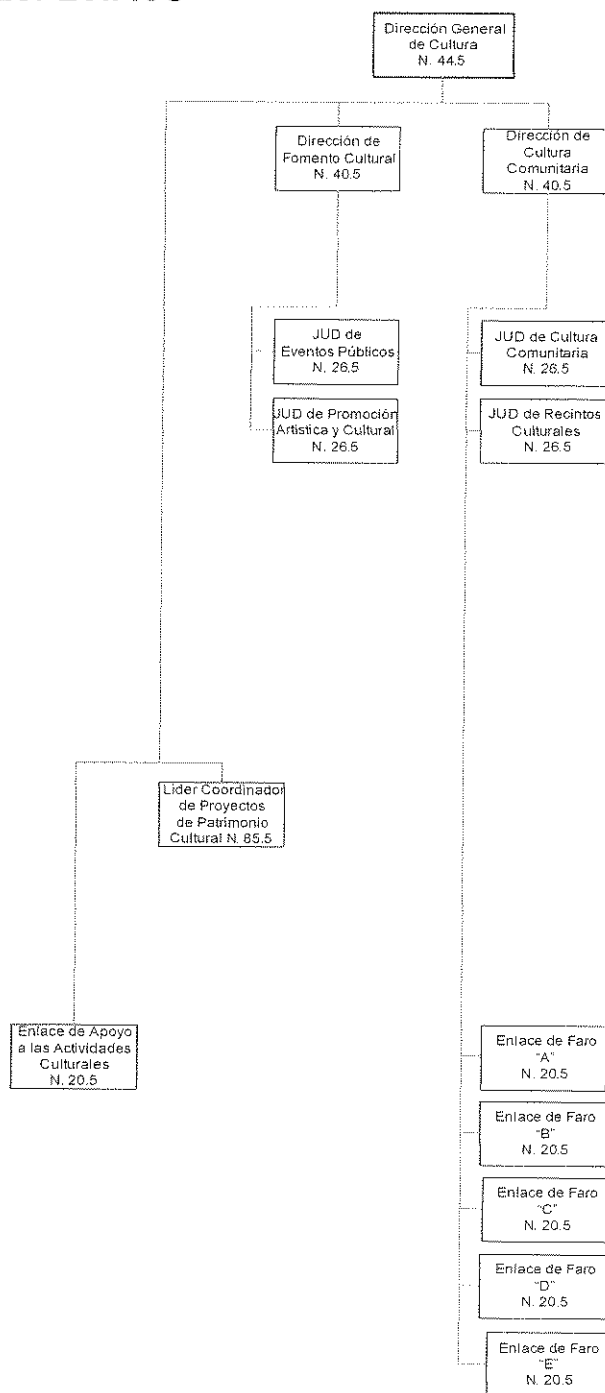 Dirección General
de Cultura
N. 44.5
Dirección de
Fomento Cultural
N. 40.5
Dirección de
Cultura
Comunitaria
N. 40.5
JUD de
Eventos Públicos
N. 26.5
JUD de Cultura
Comunitaria
N. 26.5
JUD de Promoción
Artística y Cultural
N. 26.5
JUD de Recintos
Culturales
N. 26.5
Lider Coordinador
de Proyectos
de Patrimonio
Cultural N. 85.5
Enlace de Apoyo
a las Actividades
Culturales
N. 20.5
Enlace de Faro
"A"
N. 20.5
Enlace de Faro
"B"
N. 20.5
Enlace de Faro
"C"
N. 20.5
Enlace de Faro
"D"
N. 20.5
Enlace de Faro
"E"
N. 20.5